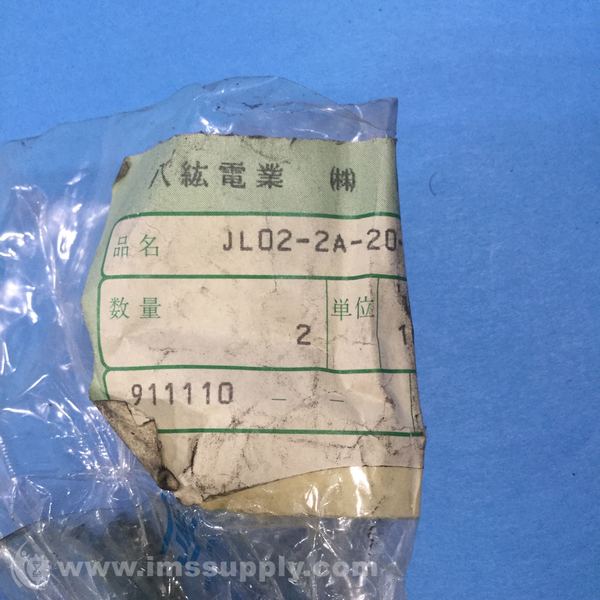 八紘電業 ㈱
品名 JL02-2A-20-
数量 2 単位 1
911110 - -
www.imssupply.com